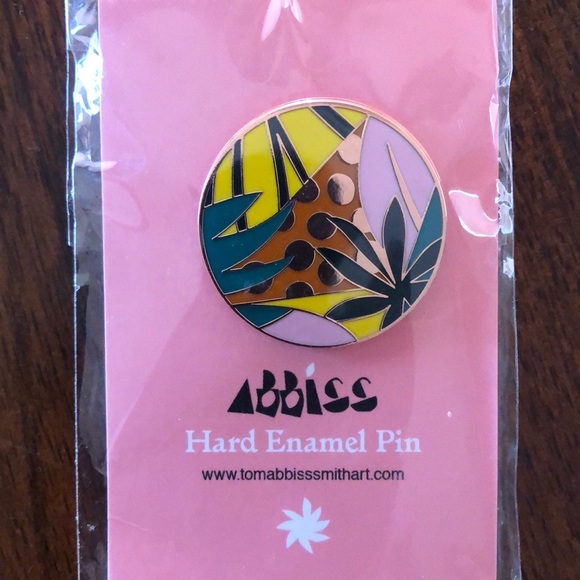 ABBISS
Hard Enamel Pin
www.tomabbisssmithart.com